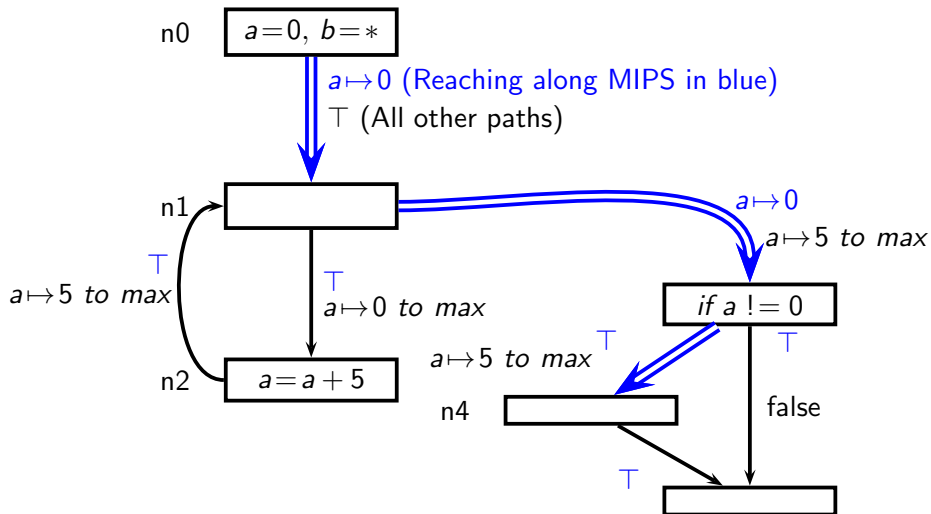 n0
a=0, b=*
a↦0 (Reaching along MIPS in blue)
⊤ (All other paths)
n1
a↦0
a↦5 to max
⊤
a↦5 to max
⊤
a↦0 to max
if a != 0
⊤
⊤
a↦5 to max
n2
a=a+5
n4
false
⊤